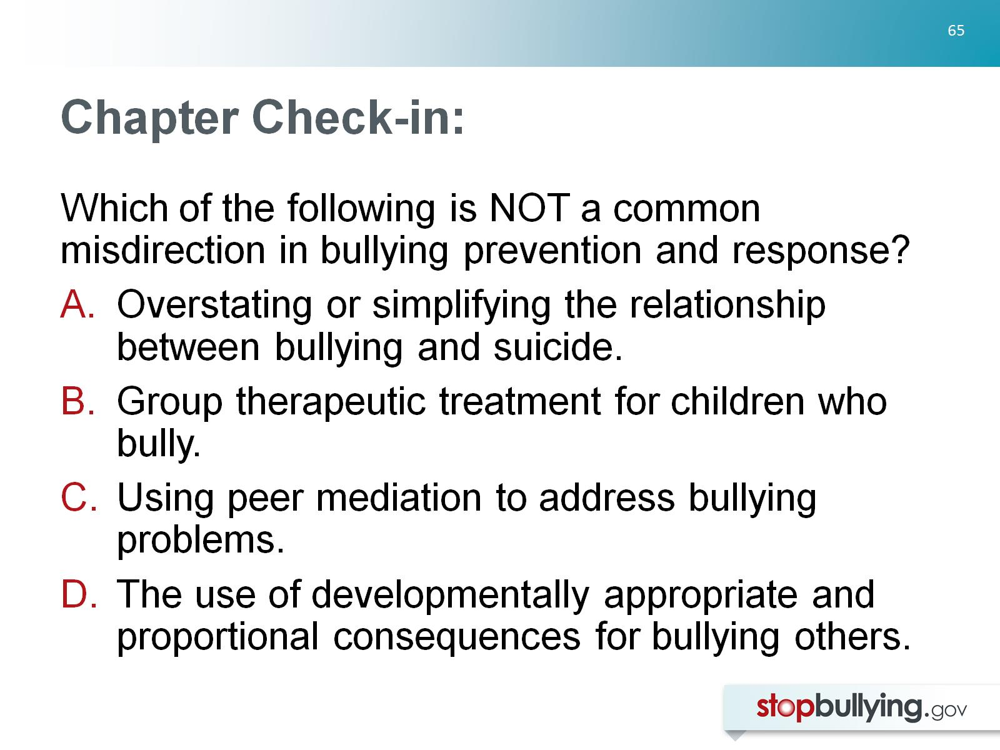 65
Chapter Check-in:
Which of the following is NOT a common
misdirection in bullying prevention and response?
A. Overstating or simplifying the relationship
between bullying and suicide.
B. Group therapeutic treatment for children who
bully.
C. Using peer mediation to address bullying
problems.
D. The use of developmentally appropriate and
proportional consequences for bullying others.
stopbullying.gov